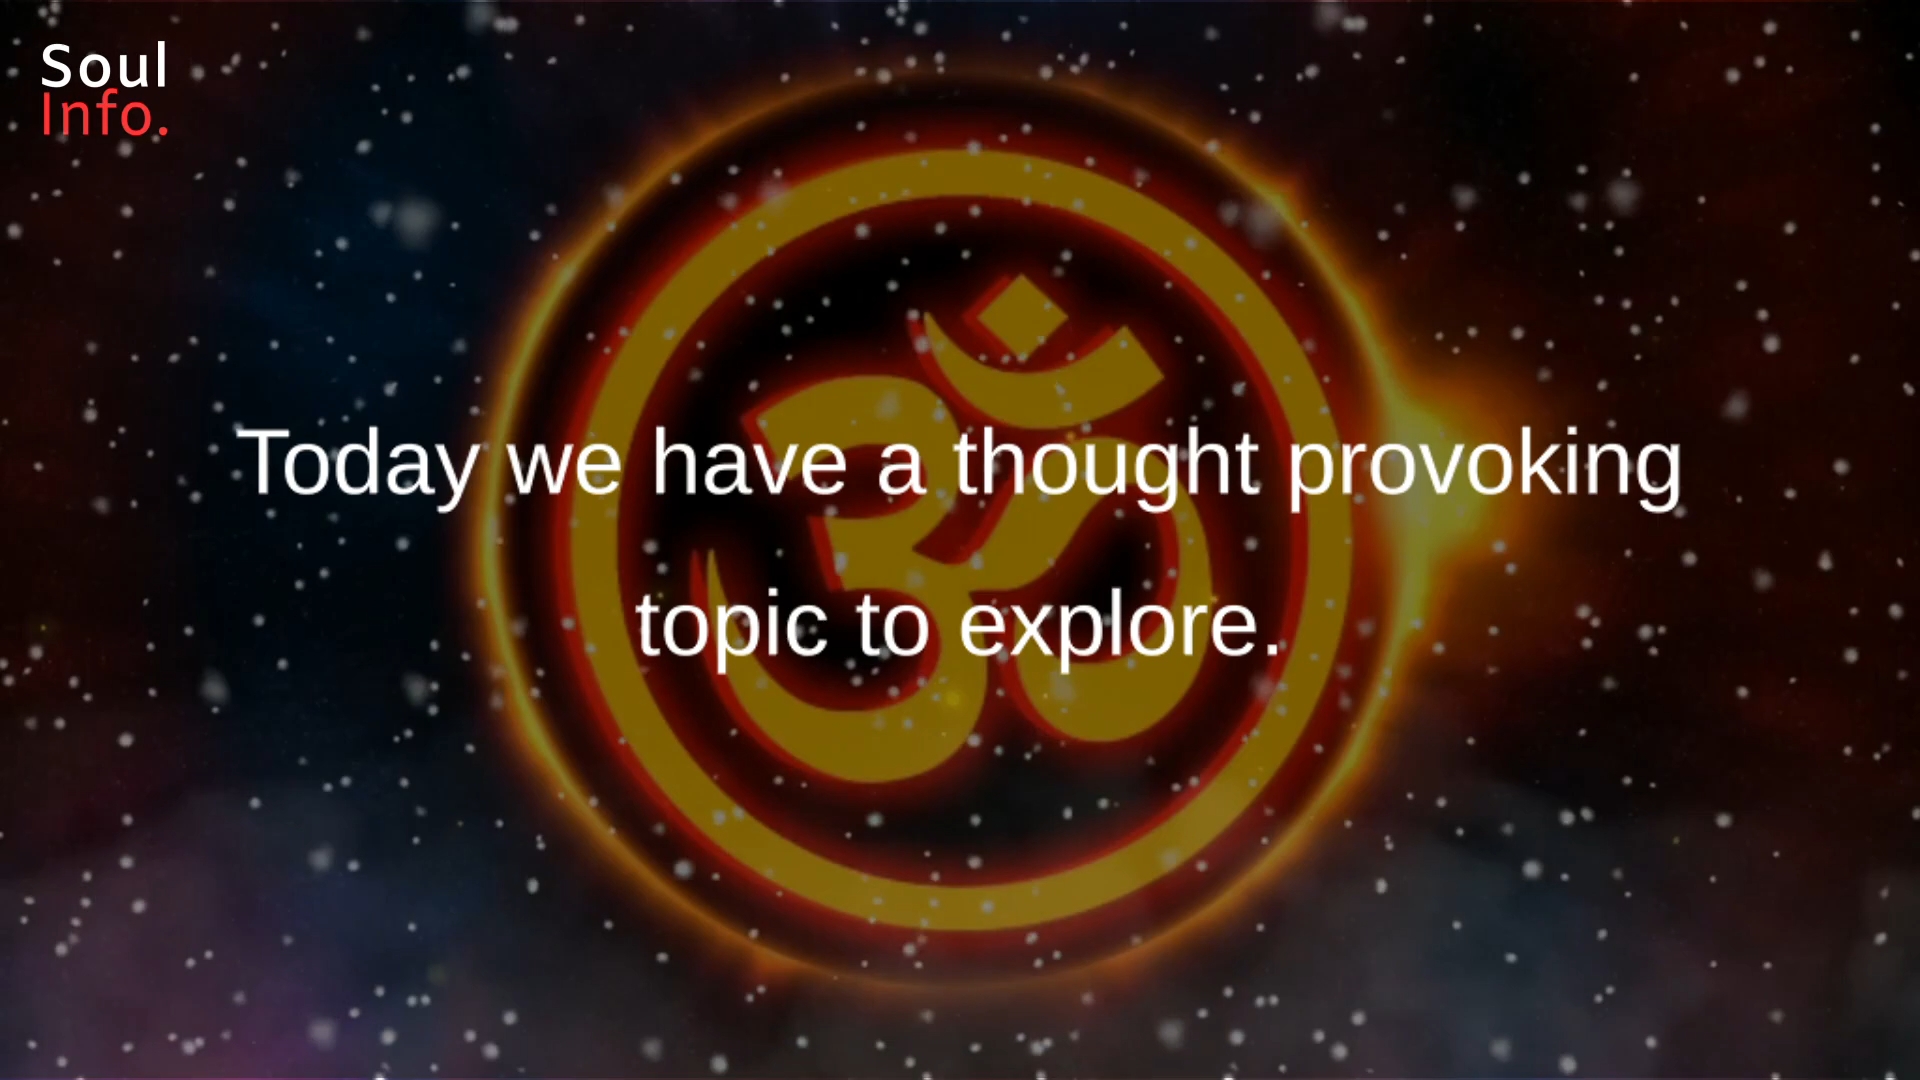 Soul
Info.
ॐ
Today we have a thought provoking
topic to explore.